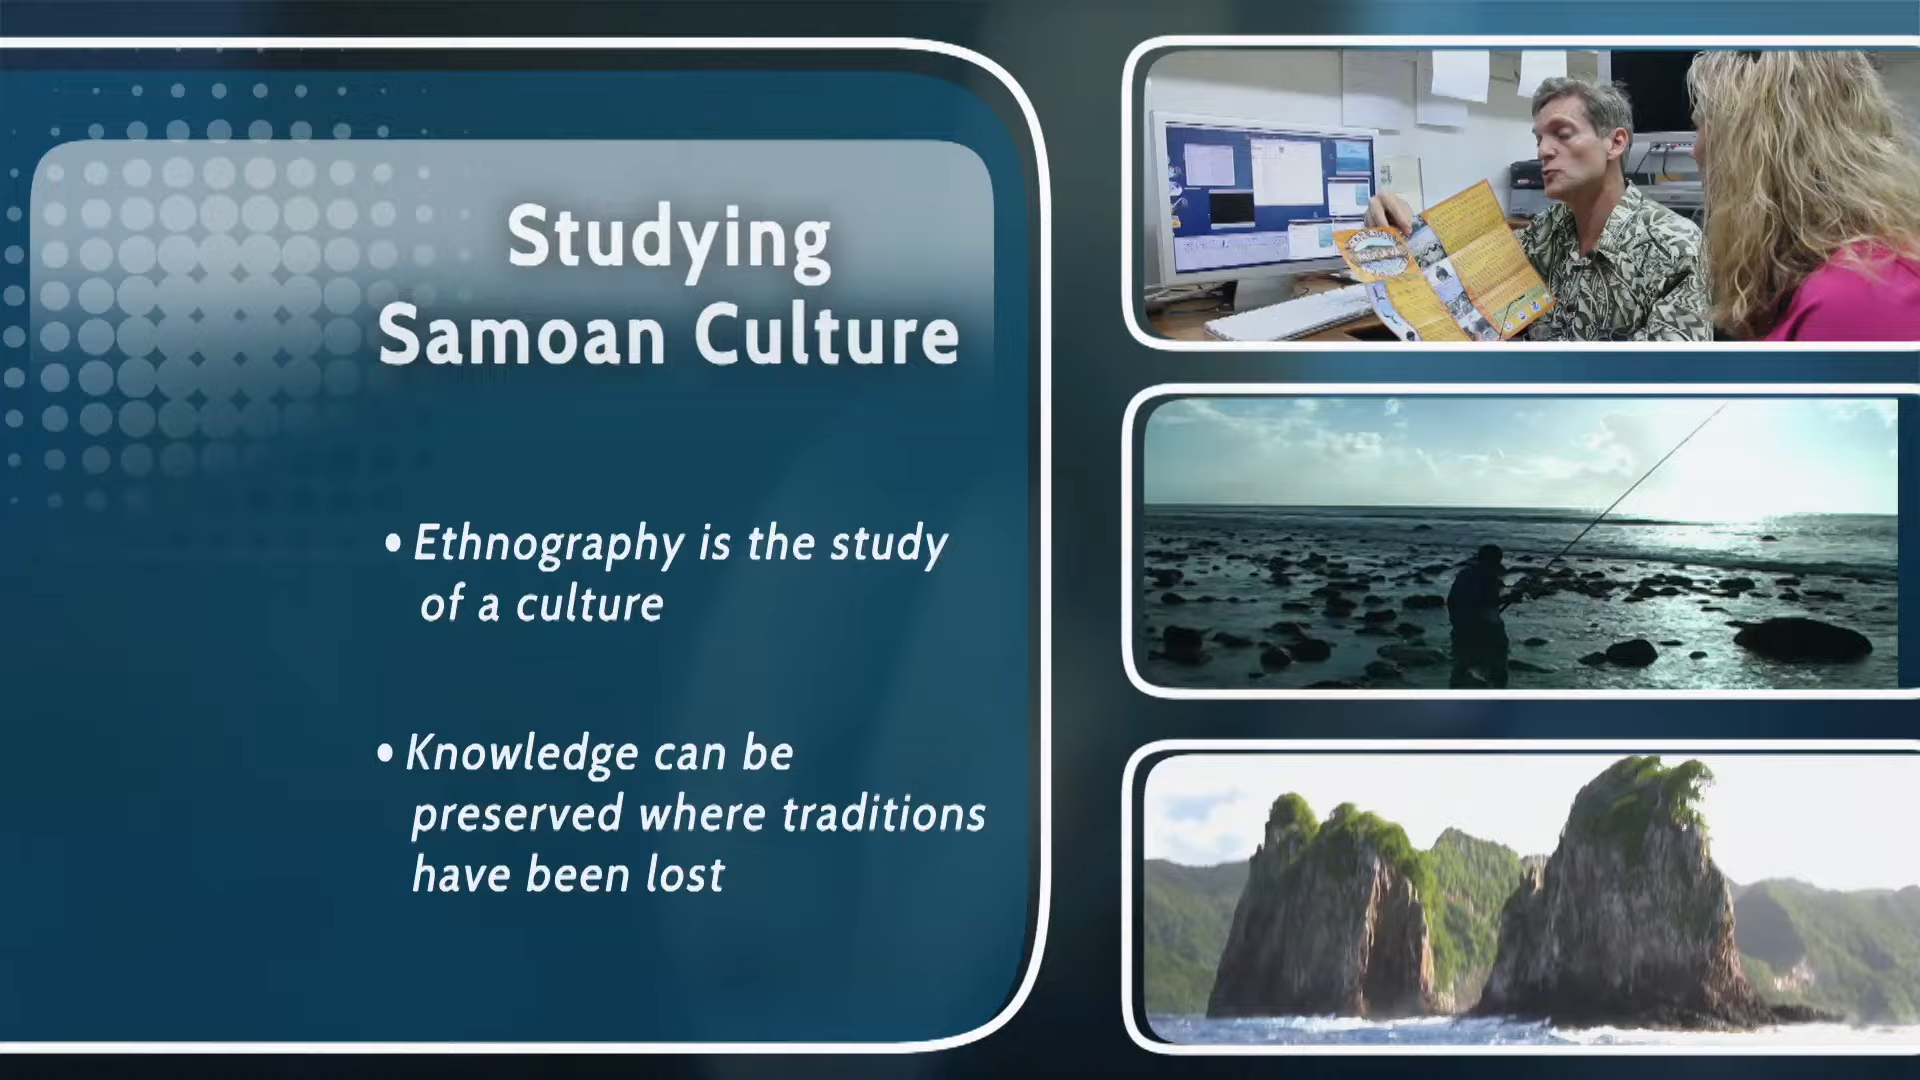 Studying
Samoan Culture
• Ethnography is the study
of a culture
• Knowledge can be
preserved where traditions
have been lost